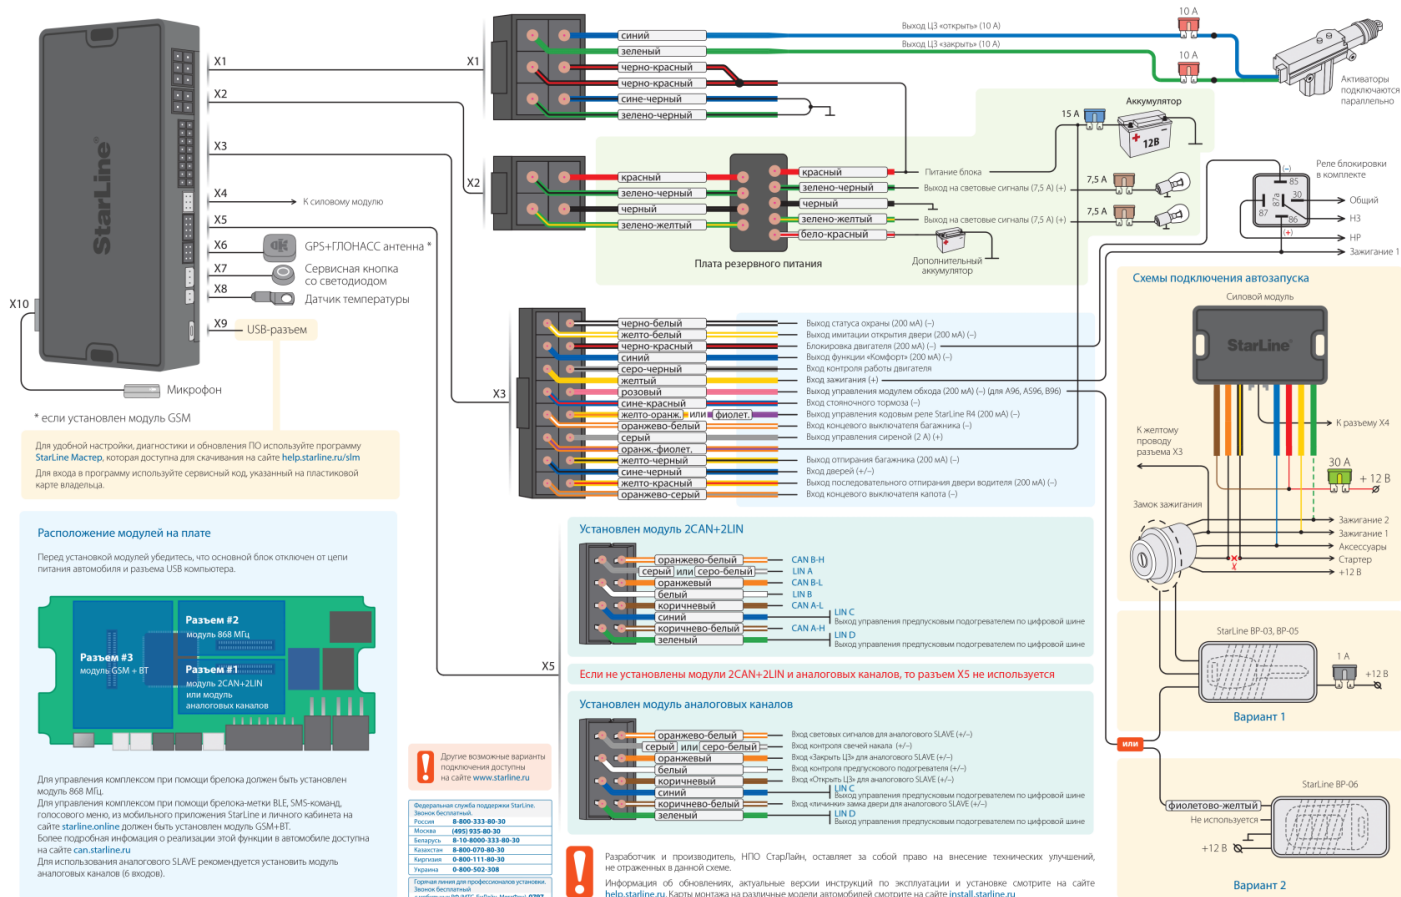 StarLine
X1
X2
X3
X4
К силовому модулю
X5
X6
GPS+ГЛОНАСС антенна *
X7
Сервисная кнопка
со светодиодом
X8
Датчик температуры
X9
USB-разъем
X10
Микрофон
* если установлен модуль GSM
Для удобной настройки, диагностики и обновления ПО используйте программу
StarLine Мастер, которая доступна для скачивания на сайте help.starline.ru/slm
Для входа в программу используйте сервисный код, указанный на пластиковой
карте владельца.
X1
синий
зеленый
черно-красный
черно-красный
сине-черный
зелено-черный
Выход ЦЗ «открыть» (10 А)
Выход ЦЗ «закрыть» (10 А)
10 А
10 А
Активаторы
подключаются
параллельно
X2
красный
зелено-черный
черный
зелено-желтый
Плата резервного питания
красный
зелено-черный
черный
зелено-желтый
бело-красный
Питание блока
Выход на световые сигналы (7,5 А) (+)
Выход на световые сигналы (7,5 А) (+)
Дополнительный
аккумулятор
15 А
Аккумулятор
12В
7,5 А
7,5 А
Реле блокировки
в комплекте
(–)
85
87a
30
87
86
(+)
Общий
НЗ
НР
Зажигание 1
X3
черно-белый
Выход статуса охраны (200 мА) (–)
желто-белый
Выход имитации открытия двери (200 мА) (–)
черно-красный
Блокировка двигателя (200 мА) (–)
синий
Выход функции «Комфорт» (200 мА) (–)
серо-черный
Вход контроля работы двигателя
желтый
Вход зажигания (+)
розовый
Выход управления модулем обхода (200 мА) (–) (для A96, AS96, B96)
сине-красный
Вход стояночного тормоза (–)
желто-оранж. или фиолет.
Выход управления кодовым реле StarLine R4 (200 мА) (–)
оранжево-белый
Вход концевого выключателя багажника (–)
серый
Выход управления сиреной (2 А) (+)
оранж.-фиолет.
желто-черный
Выход отпирания багажника (200 мА) (–)
сине-черный
Вход дверей (+/–)
желто-красный
Выход последовательного отпирания двери водителя (200 мА) (–)
оранжево-серый
Вход концевого выключателя капота (–)
Схемы подключения автозапуска
Силовой модуль
StarLine
К желтому
проводу
разъема X3
К разъему X4
30 А
+ 12 В
Замок зажигания
Зажигание 2
Зажигание 1
Аксессуары
Стартер
+12 В
StarLine BP-03, BP-05
1 А
+12 В
Вариант 1
или
StarLine BP-06
фиолетово-желтый
Не используется
+12 В
Вариант 2
Расположение модулей на плате
Перед установкой модулей убедитесь, что основной блок отключен от цепи
питания автомобиля и разъема USB компьютера.
Разъем #2
модуль 868 МГц
Разъем #3
модуль GSM + BT
Разъем #1
модуль 2CAN+2LIN
или модуль
аналоговых каналов
Для управления комплексом при помощи брелока должен быть установлен
модуль 868 МГц.
Для управления комплексом при помощи брелока-метки BLE, SMS-команд,
голосового меню, из мобильного приложения StarLine и личного кабинета на
сайте starline.online должен быть установлен модуль GSM+BT.
Более подробная инфомация о реализации этой функции в автомобиле доступна
на сайте can.starline.ru
Для использования аналогового SLAVE рекомендуется установить модуль
аналоговых каналов (6 входов).
X5
Установлен модуль 2CAN+2LIN
оранжево-белый
CAN B-H
серый или серо-белый
LIN A
оранжевый
CAN B-L
белый
LIN B
коричневый
CAN A-L
синий
LIN C
Выход управления предпусковым подогревателем по цифровой шине
коричнево-белый
CAN A-H
зеленый
LIN D
Выход управления предпусковым подогревателем по цифровой шине
Если не установлены модули 2CAN+2LIN и аналоговых каналов, то разъем X5 не используется
Установлен модуль аналоговых каналов
оранжево-белый
Вход световых сигналов для аналогового SLAVE (+/–)
серый или серо-белый
Вход контроля свечей накала (+/–)
оранжевый
Вход «Закрыть ЦЗ» для аналогового SLAVE (+/–)
белый
Вход контроля предпускового подогревателя (+/–)
коричневый
Вход «Открыть ЦЗ» для аналогового SLAVE (+/–)
синий
LIN C
Выход управления предпусковым подогревателем по цифровой шине
коричнево-белый
Вход «личинки» замка двери для аналогового SLAVE (+/–)
зеленый
LIN D
Выход управления предпусковым подогревателем по цифровой шине
Другие возможные варианты
подключения доступны
на сайте www.starline.ru
Федеральная служба поддержки StarLine.
Звонок бесплатный.
Россия 8-800-333-80-30
Москва (495) 935-80-30
Беларусь 8-10-8000-333-80-30
Казахстан 8-800-070-80-30
Киргизия 0-800-111-80-30
Украина 0-800-502-308
Горячая линия для профессионалов установки.
Звонок бесплатный
Разработчик и производитель, НПО СтарЛайн, оставляет за собой право на внесение технических улучшений,
не отраженных в данной схеме.
Информация об обновлениях, актуальные версии инструкций по эксплуатации и установке смотрите на сайте
help.starline.ru. Карты монтажа на различные модели автомобилей смотрите на сайте install.starline.ru